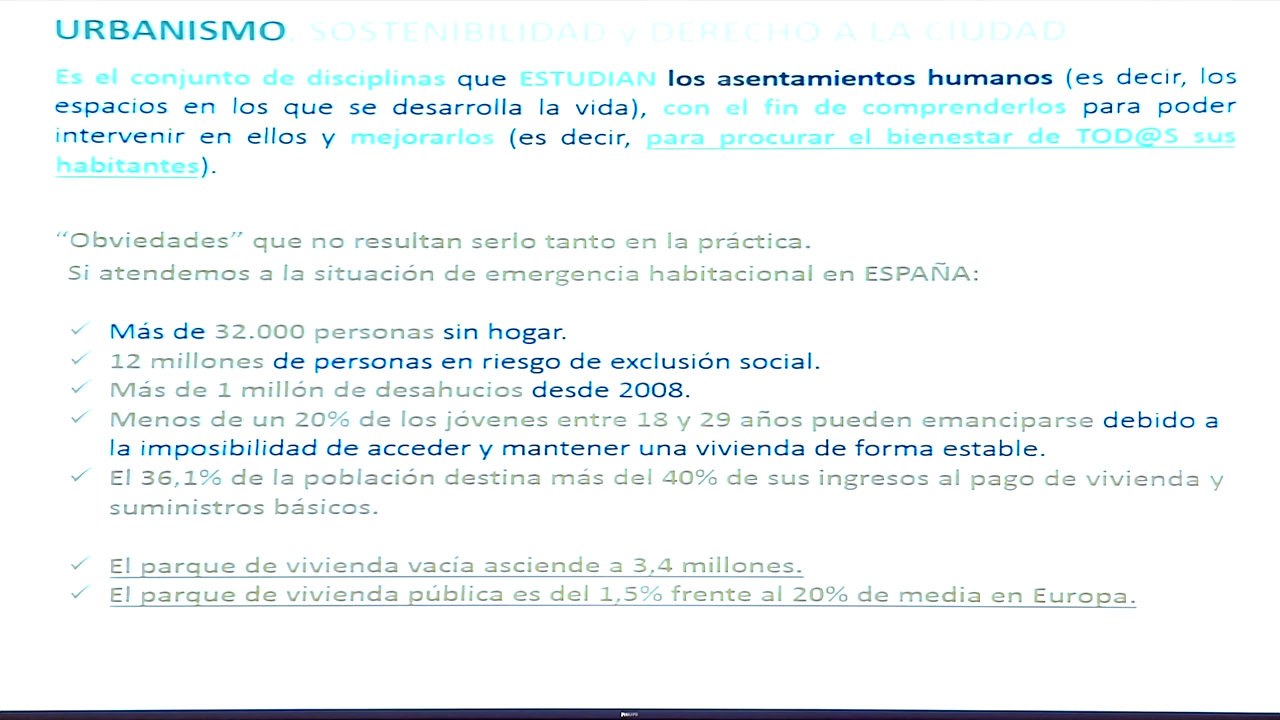 URBANISMO. SOSTENIBILIDAD y DERECHO A LA CIUDAD
Es el conjunto de disciplinas que ESTUDIAN los asentamientos humanos (es decir, los
espacios en los que se desarrolla la vida), con el fin de comprenderlos para poder
intervenir en ellos y mejorarlos (es decir, para procurar el bienestar de TOD@S sus
habitantes).
“Obviedades” que no resultan serlo tanto en la práctica.
Si atendemos a la situación de emergencia habitacional en ESPAÑA:
✓ Más de 32.000 personas sin hogar.
✓ 12 millones de personas en riesgo de exclusión social.
✓ Más de 1 millón de desahucios desde 2008.
✓ Menos de un 20% de los jóvenes entre 18 y 29 años pueden emanciparse debido a
la imposibilidad de acceder y mantener una vivienda de forma estable.
✓ El 36,1% de la población destina más del 40% de sus ingresos al pago de vivienda y
suministros básicos.
✓ El parque de vivienda vacía asciende a 3,4 millones.
✓ El parque de vivienda pública es del 1,5% frente al 20% de media en Europa.
PHILIPS